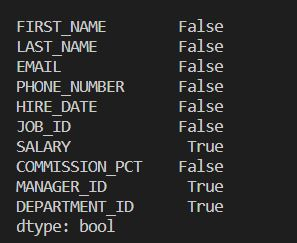 FIRST_NAME False
LAST_NAME False
EMAIL False
PHONE_NUMBER False
HIRE_DATE False
JOB_ID False
SALARY True
COMMISSION_PCT False
MANAGER_ID True
DEPARTMENT_ID True
dtype: bool